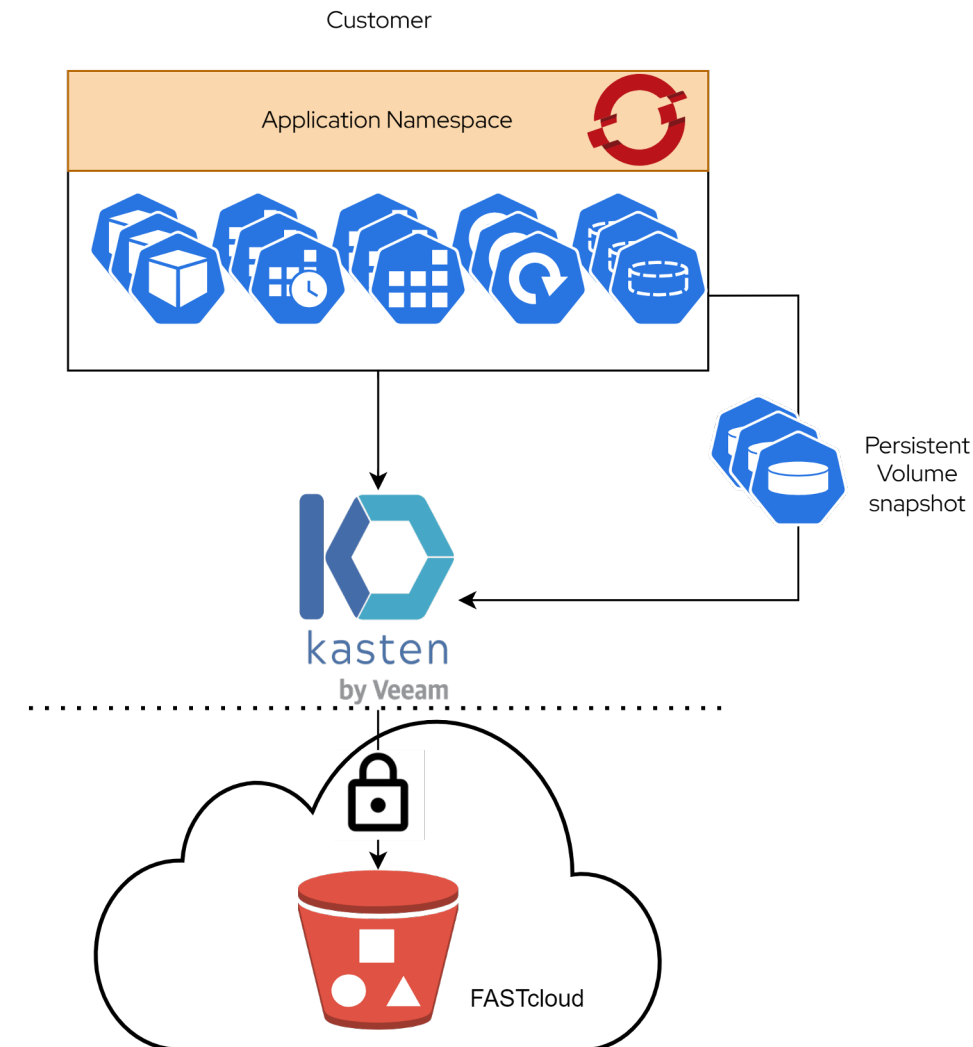 Customer
Application Namespace
Persistent
Volume
snapshot
kasten
by Veeam
FASTcloud